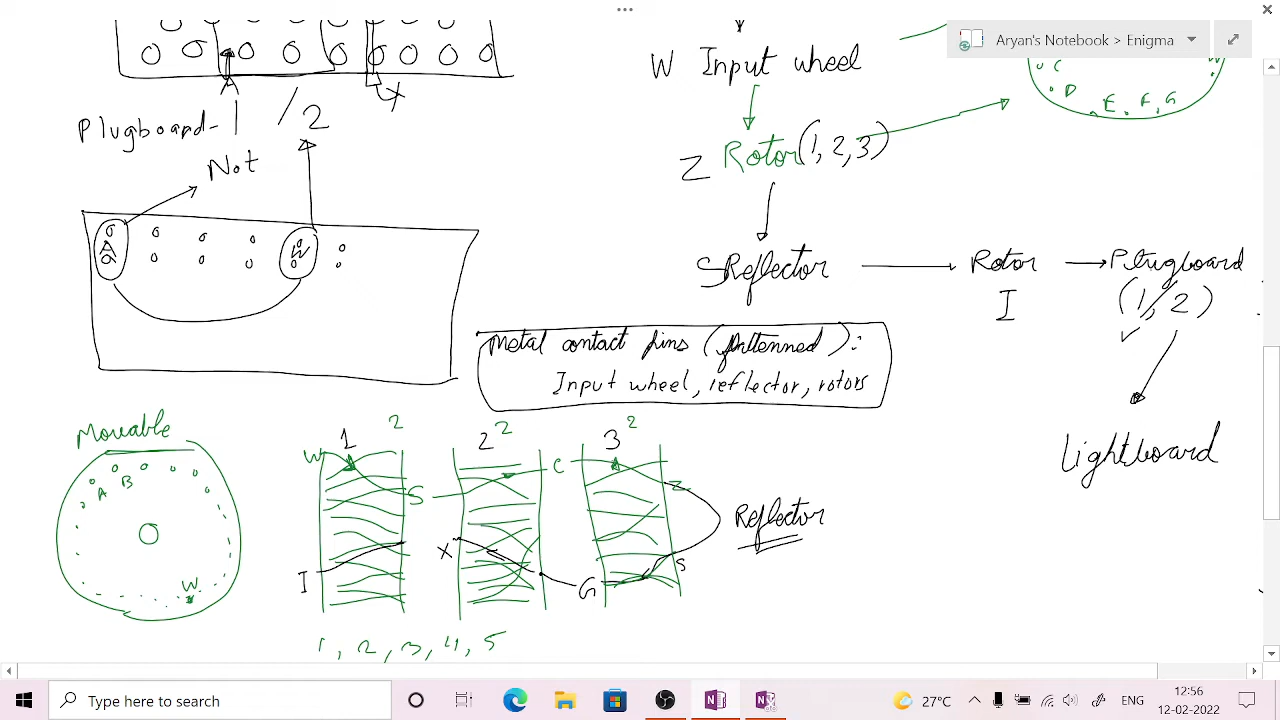 Aryan's Notebook > Enigma
W Input wheel
C
D
E F, G
W
Plugboard-1 / 2
Y
Not
Z Rotor (1, 2, 3)
A
W
S Reflector
Rotor
I
Plugboard
(1, 2)
Metal contact pins (patterned):
Input wheel, reflector, rotors
Movable
Lightboard
1 2
2 2
3 2
W
S
C
Z
A B
Reflector
I
X
G
S
W
1, 2, 3, 4, 5
Type here to search
27°C
ENG
12:56
12-02-2022